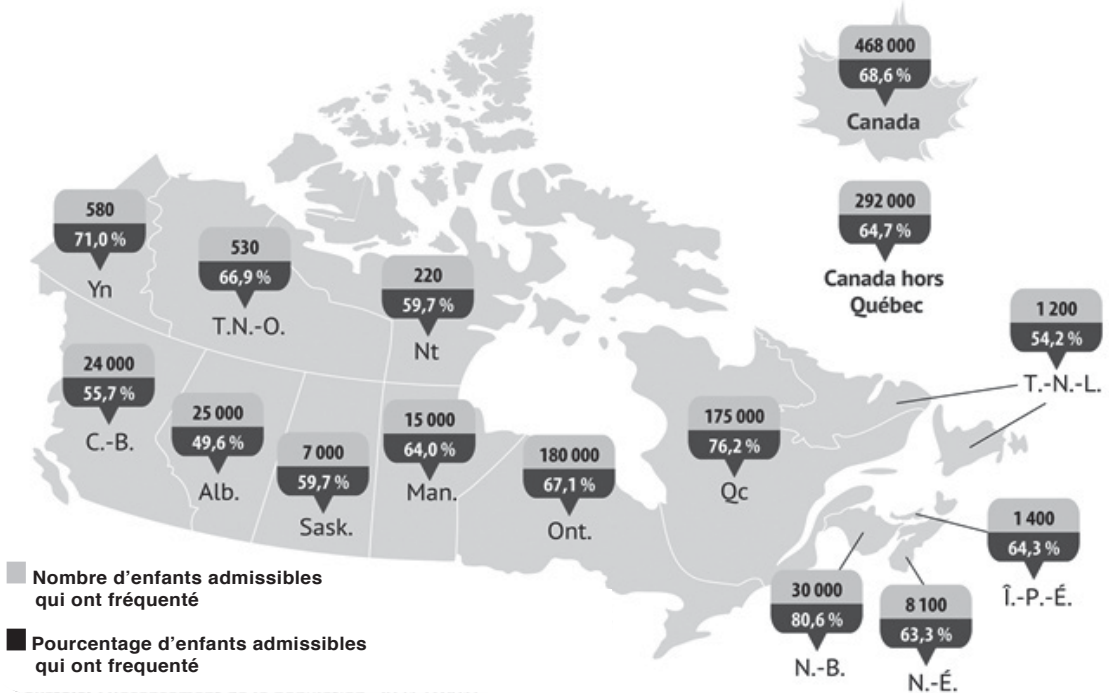 468 000
68,6 %
Canada
292 000
64,7 %
Canada hors
Québec
580
71,0 %
Yn
530
66,9 %
T.N.-O.
220
59,7 %
Nt
1 200
54,2 %
T.-N.-L.
24 000
55,7 %
C.-B.
25 000
49,6 %
Alb.
7 000
59,7 %
Sask.
15 000
64,0 %
Man.
180 000
67,1 %
Ont.
175 000
76,2 %
Qc
1 400
64,3 %
Î.-P.-É.
30 000
80,6 %
N.-B.
8 100
63,3 %
N.-É.
Nombre d’enfants admissibles
qui ont fréquenté
Pourcentage d’enfants admissibles
qui ont frequenté